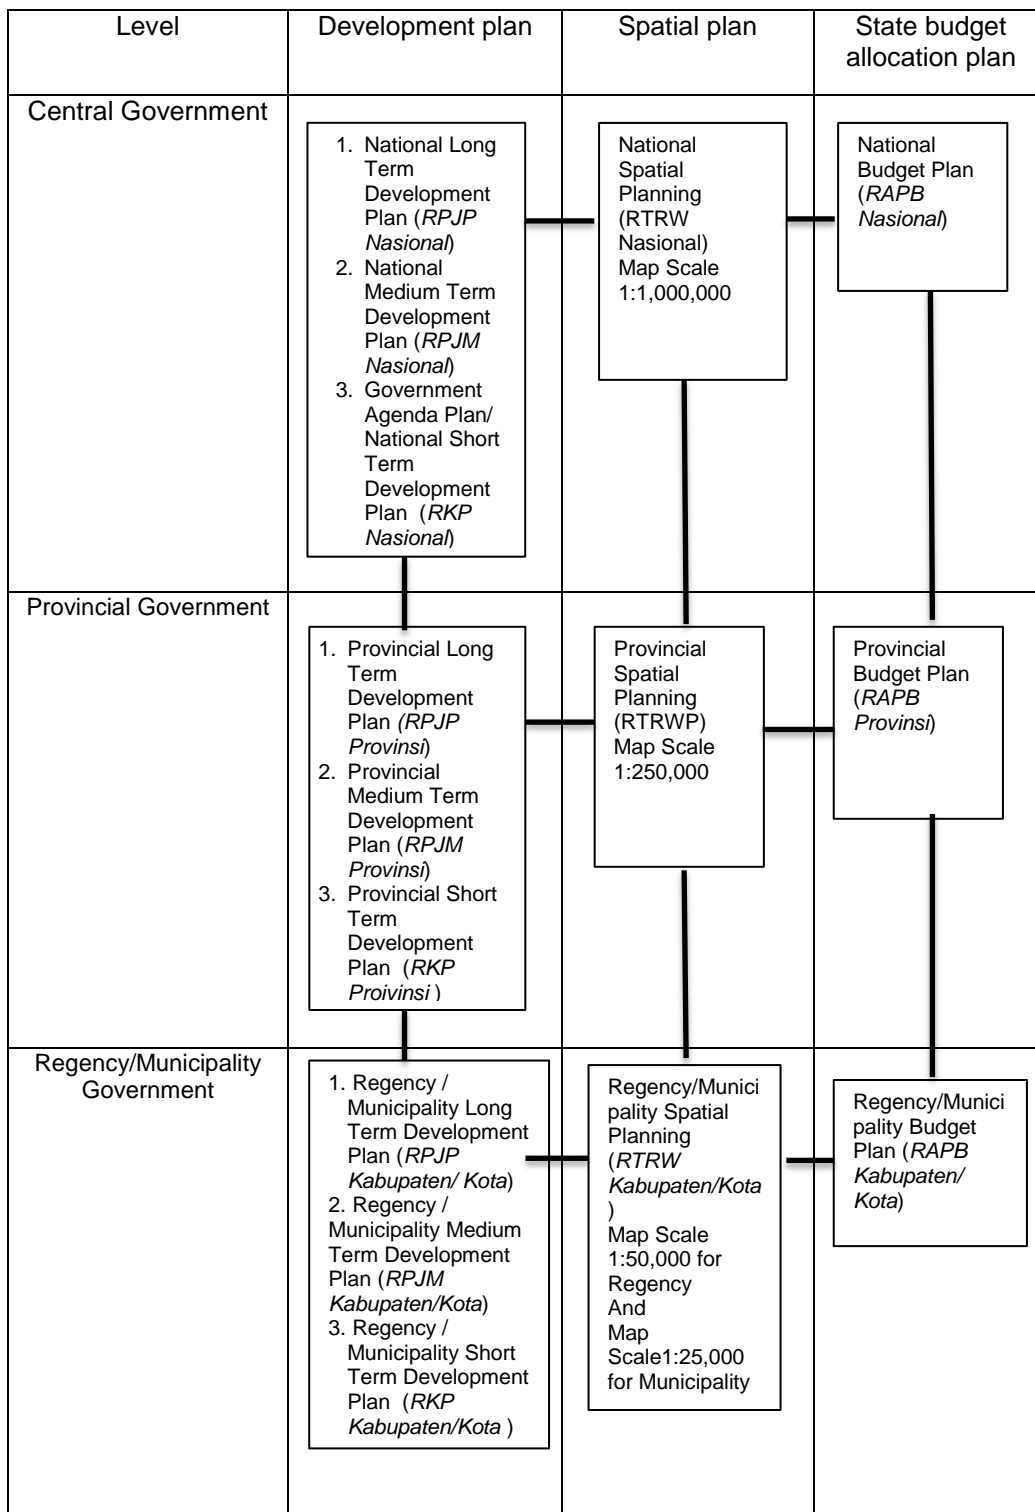 Level
Development plan
Spatial plan
State budget
allocation plan
Central Government
1. National Long
Term
Development
Plan (RPJP
Nasional)
2. National
Medium Term
Development
Plan (RPJM
Nasional)
3. Government
Agenda Plan/
National Short
Term
Development
Plan (RKP
Nasional)
National
Spatial
Planning
(RTRW
Nasional)
Map Scale
1:1,000,000
National
Budget Plan
(RAPB
Nasional)
Provincial Government
1. Provincial Long
Term
Development
Plan (RPJP
Provinsi)
2. Provincial
Medium Term
Development
Plan (RPJM
Provinsi)
3. Provincial Short
Term
Development
Plan (RKP
Proivinsi )
Provincial
Spatial
Planning
(RTRWP)
Map Scale
1:250,000
Provincial
Budget Plan
(RAPB
Provinsi)
Regency/Municipality
Government
1. Regency /
Municipality Long
Term Development
Plan (RPJP
Kabupaten/ Kota)
2. Regency /
Municipality Medium
Term Development
Plan (RPJM
Kabupaten/Kota)
3. Regency /
Municipality Short
Term Development
Plan (RKP
Kabupaten/Kota )
Regency/Munici
pality Spatial
Planning
(RTRW
Kabupaten/Kota
)
Map Scale
1:50,000 for
Regency
And
Map
Scale1:25,000
for Municipality
Regency/Munici
pality Budget
Plan (RAPB
Kabupaten/
Kota)